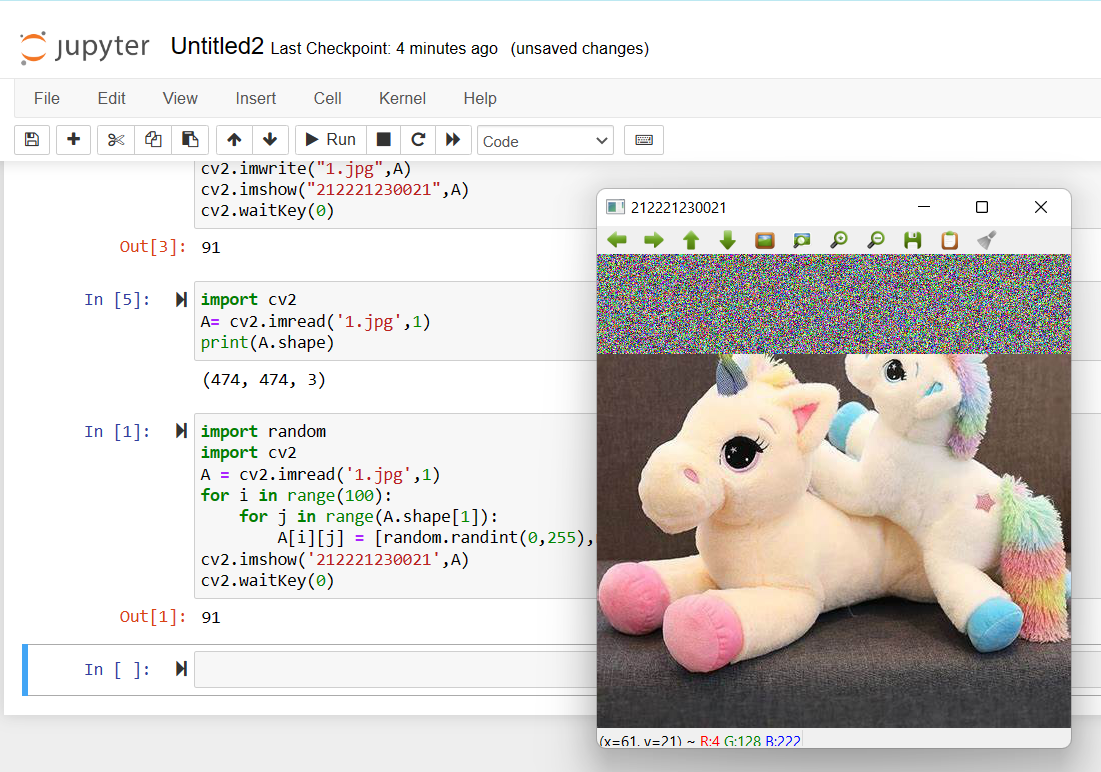 jupyter Untitled2 Last Checkpoint: 4 minutes ago (unsaved changes)
File Edit View Insert Cell Kernel Help
Run Code
cv2.imwrite("1.jpg",A)
cv2.imshow("212221230021",A)
cv2.waitKey(0)
Out[3]: 91
In [5]: import cv2
A= cv2.imread('1.jpg',1)
print(A.shape)
(474, 474, 3)
In [1]: import random
import cv2
A = cv2.imread('1.jpg',1)
for i in range(100):
for j in range(A.shape[1]):
A[i][j] = [random.randint(0,255),
cv2.imshow('212221230021',A)
cv2.waitKey(0)
Out[1]: 91
In [ ]:
212221230021
(x=61, y=21) ~ R:4 G:128 B:222